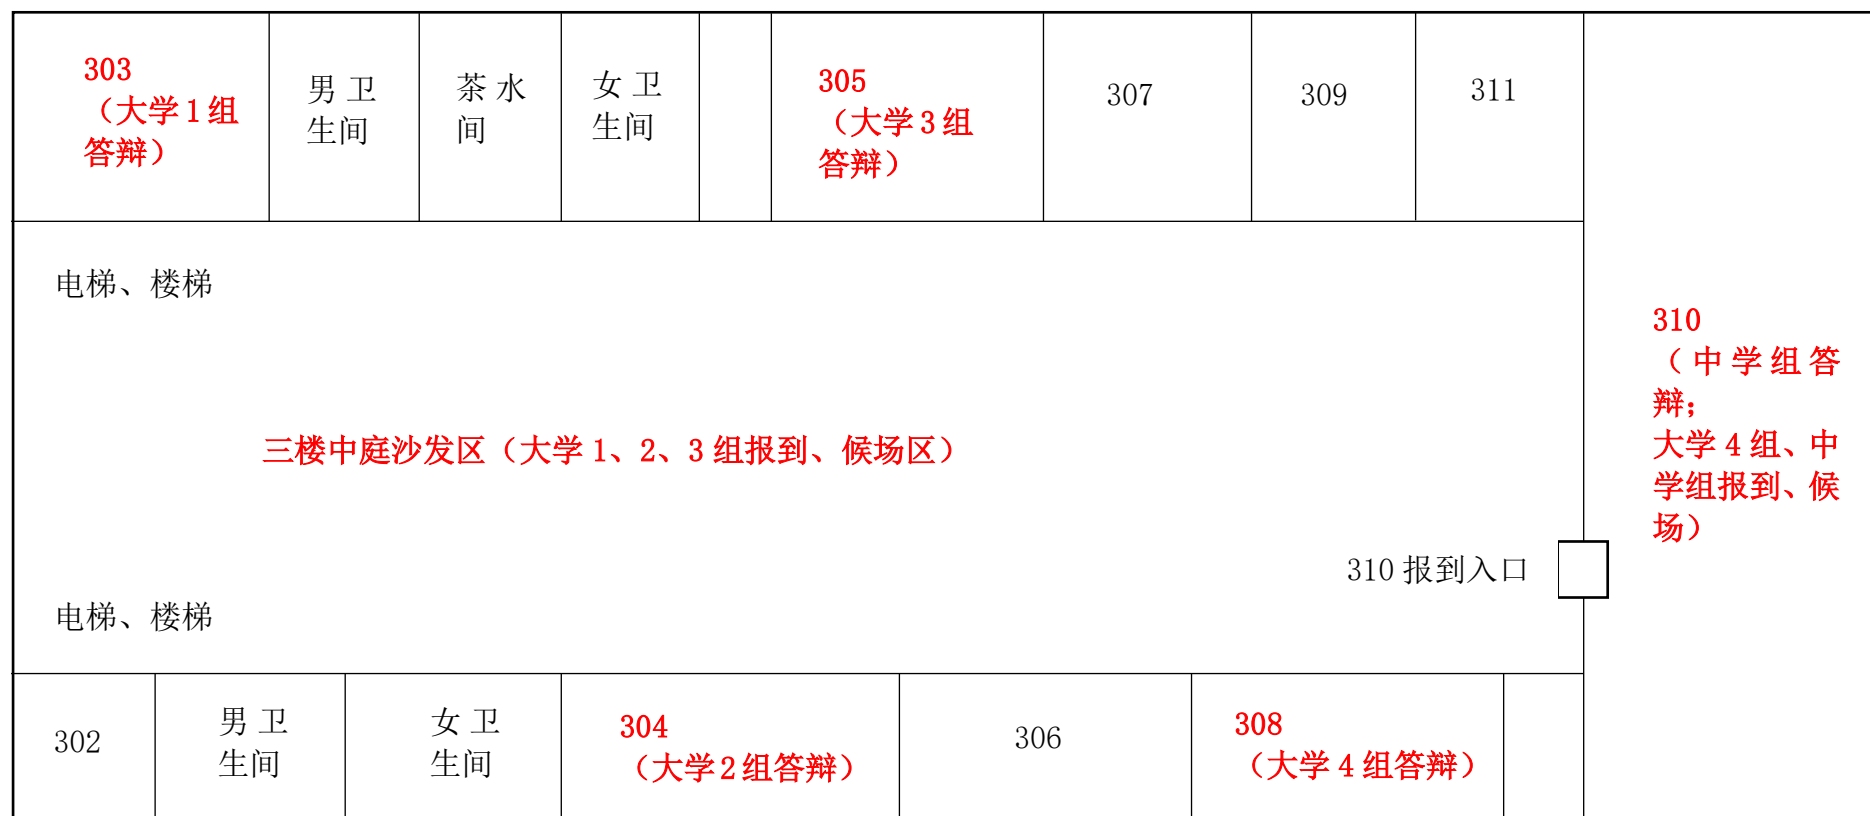 303
（大学1组
答辩）
男卫
生间
茶水
间
女卫
生间
305
（大学3组
答辩）
307
309
311
电梯、楼梯
三楼中庭沙发区（大学1、2、3组报到、候场区）
310
（中学组答
辩；
大学4组、中
学组报到、候
场）
310报到入口
电梯、楼梯
302
男卫
生间
女卫
生间
304
（大学2组答辩）
306
308
（大学4组答辩）